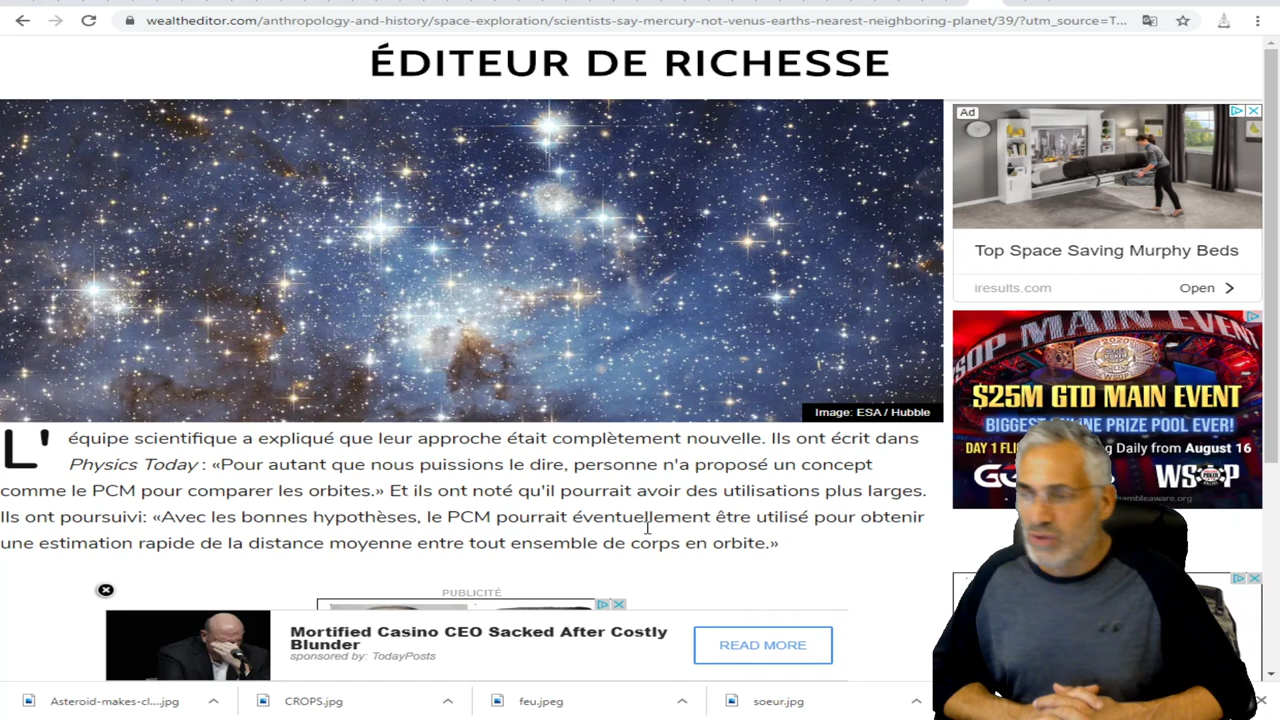 wealtheditor.com/anthropology-and-history/space-exploration/scientists-say-mercury-not-venus-earths-nearest-neighboring-planet/39/?utm_source=T...
ÉDITEUR DE RICHESSE
Ad
Top Space Saving Murphy Beds
iresults.com
Open
WSOP MAIN EVENT
2020
$25M GTD MAIN EVENT
PRIZE POOL EVER!
DAY 1 Daily from August 16
WSOP
Image: ESA / Hubble
L'équipe scientifique a expliqué que leur approche était complètement nouvelle. Ils ont écrit dans
Physics Today : «Pour autant que nous puissions le dire, personne n'a proposé un concept
comme le PCM pour comparer les orbites.» Et ils ont note qu'il pourrait avoir des utilisations plus larges.
Ils ont poursuivi: «Avec les bonnes hypothèses, le PCM pourrait éventuellement être utilisé pour obtenir
une estimation rapide de la distance moyenne entre tout ensemble de corps en orbite.»
PUBLICITÉ
Mortified Casino CEO Sacked After Costly
Blunder
sponsored by: TodayPosts
READ MORE
Asteroid-makes-cl....jpg
CROPS.jpg
feu.jpeg
soeur.jpg